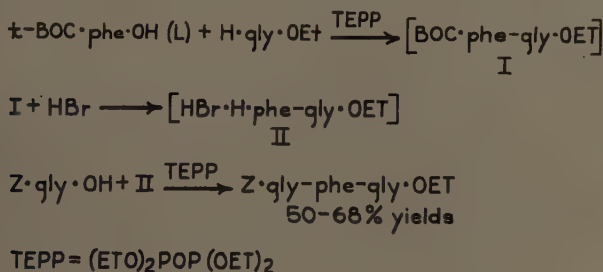 t-BOC·phe·OH (L) + H·gly·OEt TEPP → [BOC·phe-gly·OET]
I
I + HBr → [HBr·H·phe-gly·OET]
II
Z·gly·OH + II TEPP → Z·gly-phe-gly·OET
50-68% yields
TEPP = (ETO)₂POP(OET)₂